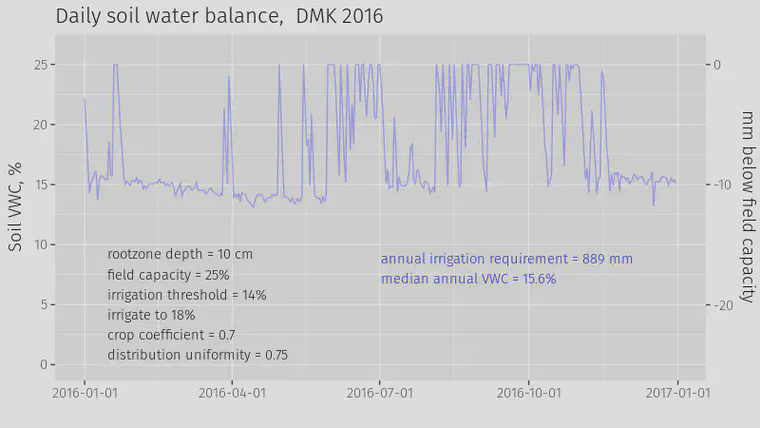 Daily soil water balance,  DMK 2016
25
20
15
10
5
0
Soil VWC, %
0
-10
-20
mm below field capacity
rootzone depth = 10 cm
field capacity = 25%
irrigation threshold = 14%
irrigate to 18%
crop coefficient = 0.7
distribution uniformity = 0.75
annual irrigation requirement = 889 mm
median annual VWC = 15.6%
2016-01-01
2016-04-01
2016-07-01
2016-10-01
2017-01-01